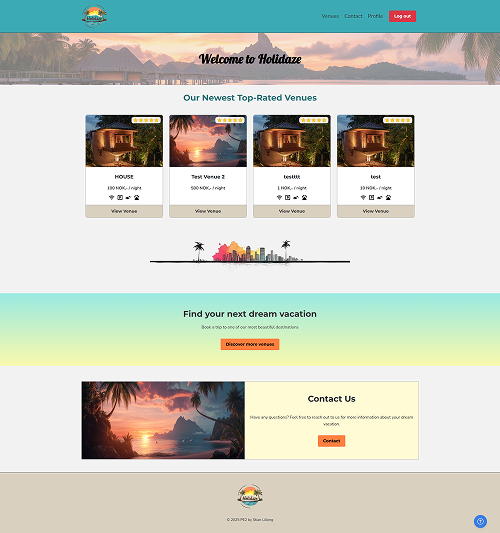 Holidaze
Venues Contact Profile Log out
Welcome to Holidaze
Our Newest Top-Rated Venues
HOUSE
100 NOK,- / night
View Venue
Test Venue 2
500 NOK,- / night
View Venue
testttt
1 NOK,- / night
View Venue
test
10 NOK,- / night
View Venue
Find your next dream vacation
Book a trip to one of our most beautiful destinations
Discover more venues
Contact Us
Have any questions? Feel free to reach out to us for more information about your dream
vacation.
Contact
Holidaze
© 2025 PE2 by Stian